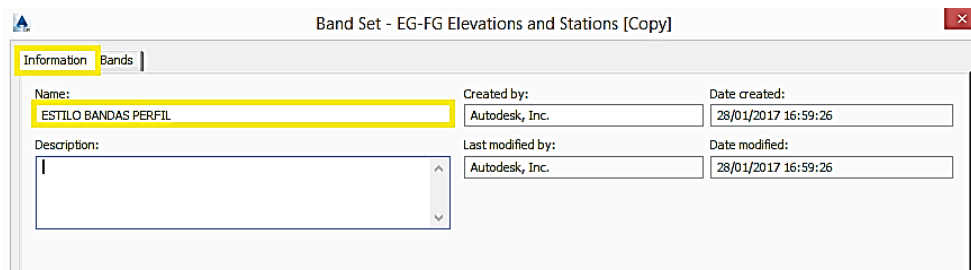 Band Set - EG-FG Elevations and Stations [Copy]
Information Bands
Name: Created by: Date created:
ESTILO BANDAS PERFIL Autodesk, Inc. 28/01/2017 16:59:26
Description: Last modified by: Date modified:
Autodesk, Inc. 28/01/2017 16:59:26